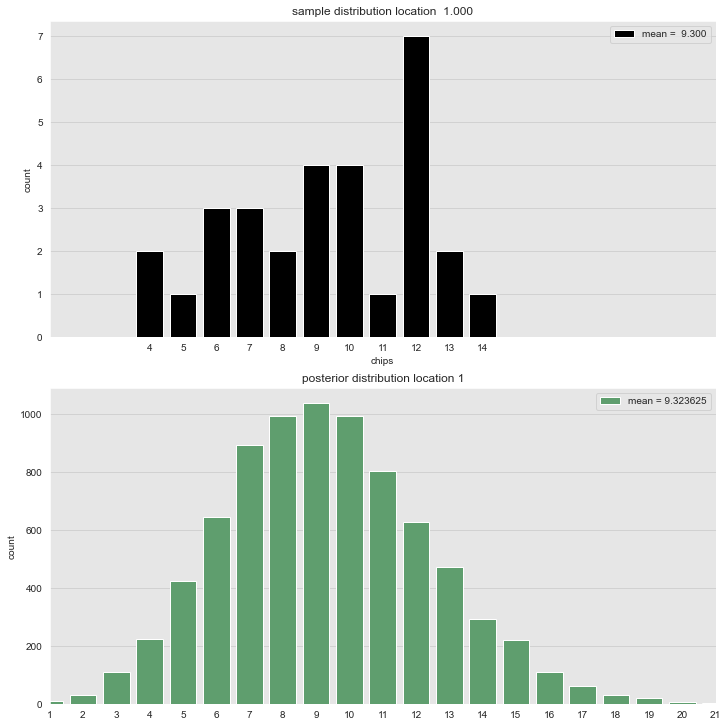 sample distribution location  1.000
mean =  9.300
7
6
5
4
3
2
1
0
count
4 5 6 7 8 9 10 11 12 13 14
chips
posterior distribution location 1
mean = 9.323625
1000
800
600
400
200
0
count
1 2 3 4 5 6 7 8 9 10 11 12 13 14 15 16 17 18 19 20 21